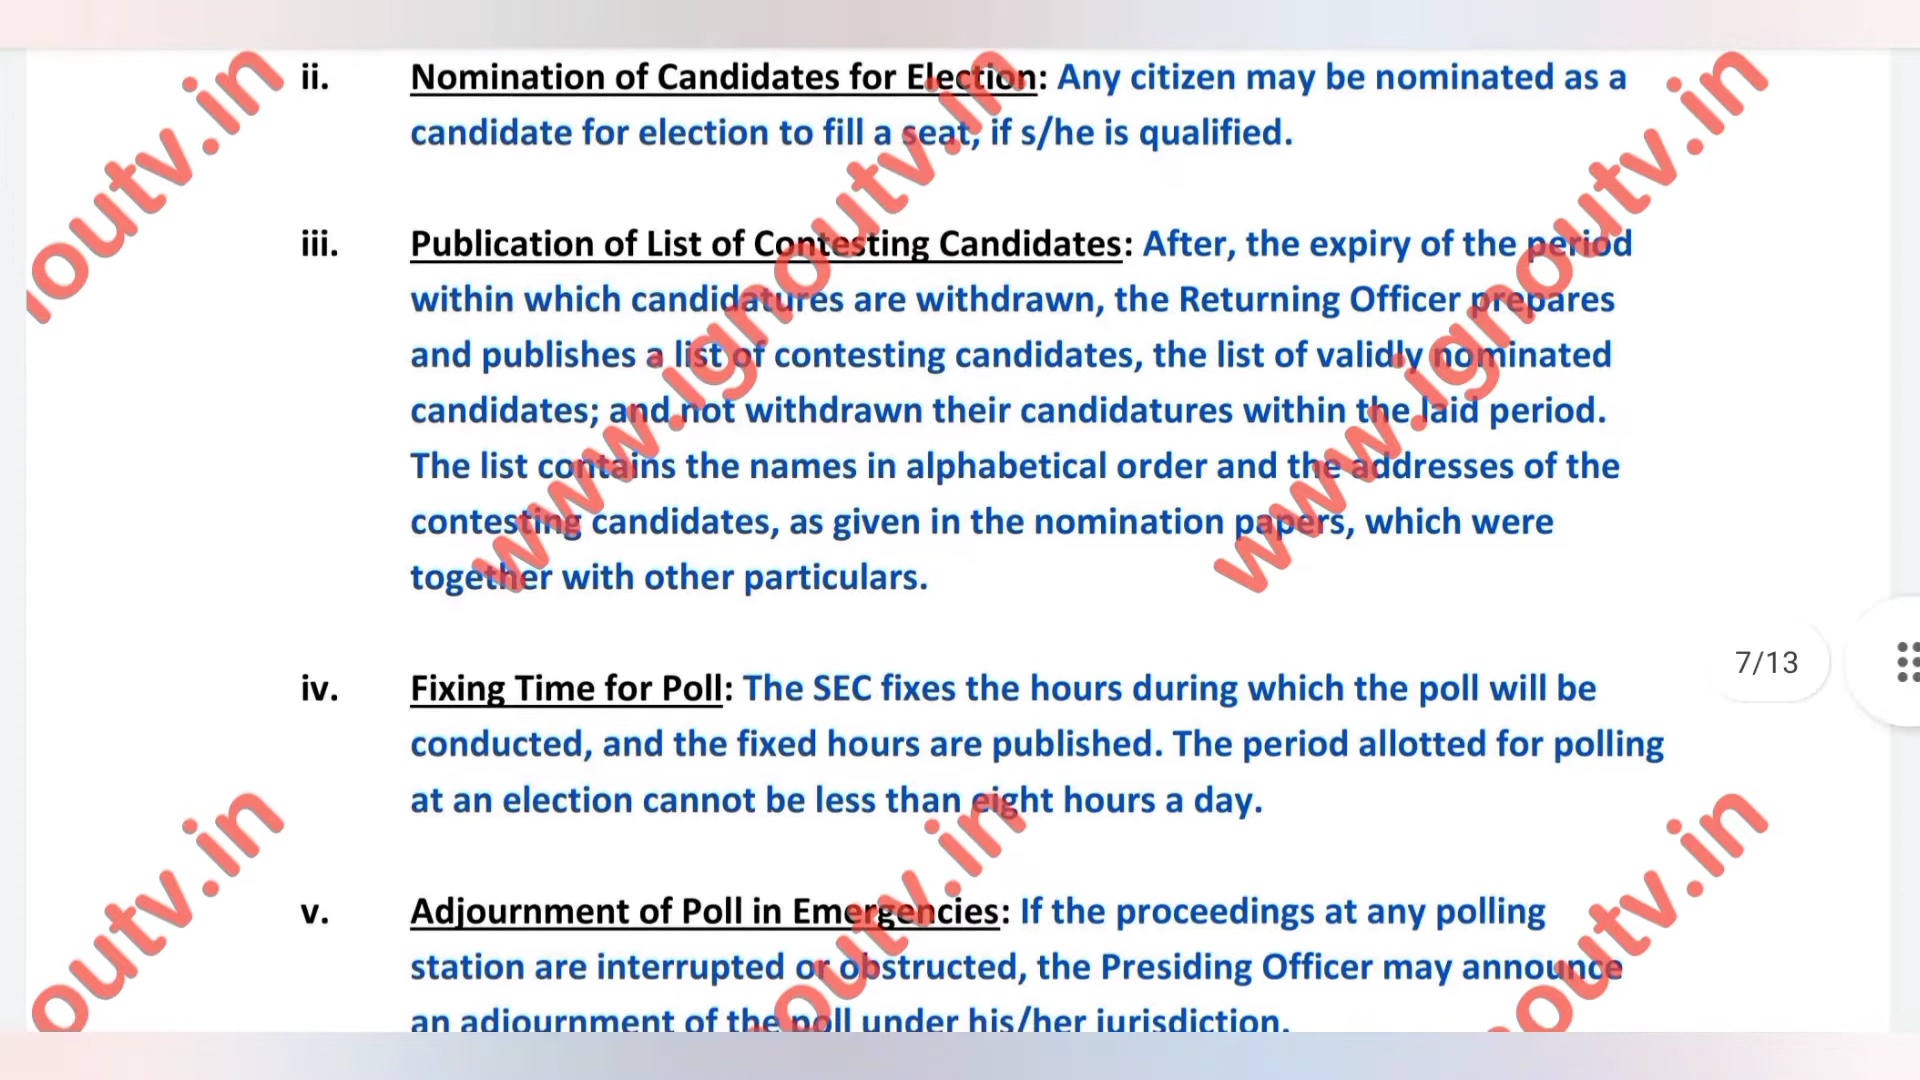 ii. Nomination of Candidates for Election: Any citizen may be nominated as a
candidate for election to fill a seat, if s/he is qualified.
iii. Publication of List of Contesting Candidates: After, the expiry of the period
within which candidatures are withdrawn, the Returning Officer prepares
and publishes a list of contesting candidates, the list of validly nominated
candidates; and not withdrawn their candidatures within the laid period.
The list contains the names in alphabetical order and the addresses of the
contesting candidates, as given in the nomination papers, which were
together with other particulars.
7/13
iv. Fixing Time for Poll: The SEC fixes the hours during which the poll will be
conducted, and the fixed hours are published. The period allotted for polling
at an election cannot be less than eight hours a day.
v. Adjournment of Poll in Emergencies: If the proceedings at any polling
station are interrupted or obstructed, the Presiding Officer may announce
an adjournment of the poll under his/her jurisdiction.
outv.in
www.ignoutv.in
www.ignoutv.in
outv.in
outv.in
outv.in